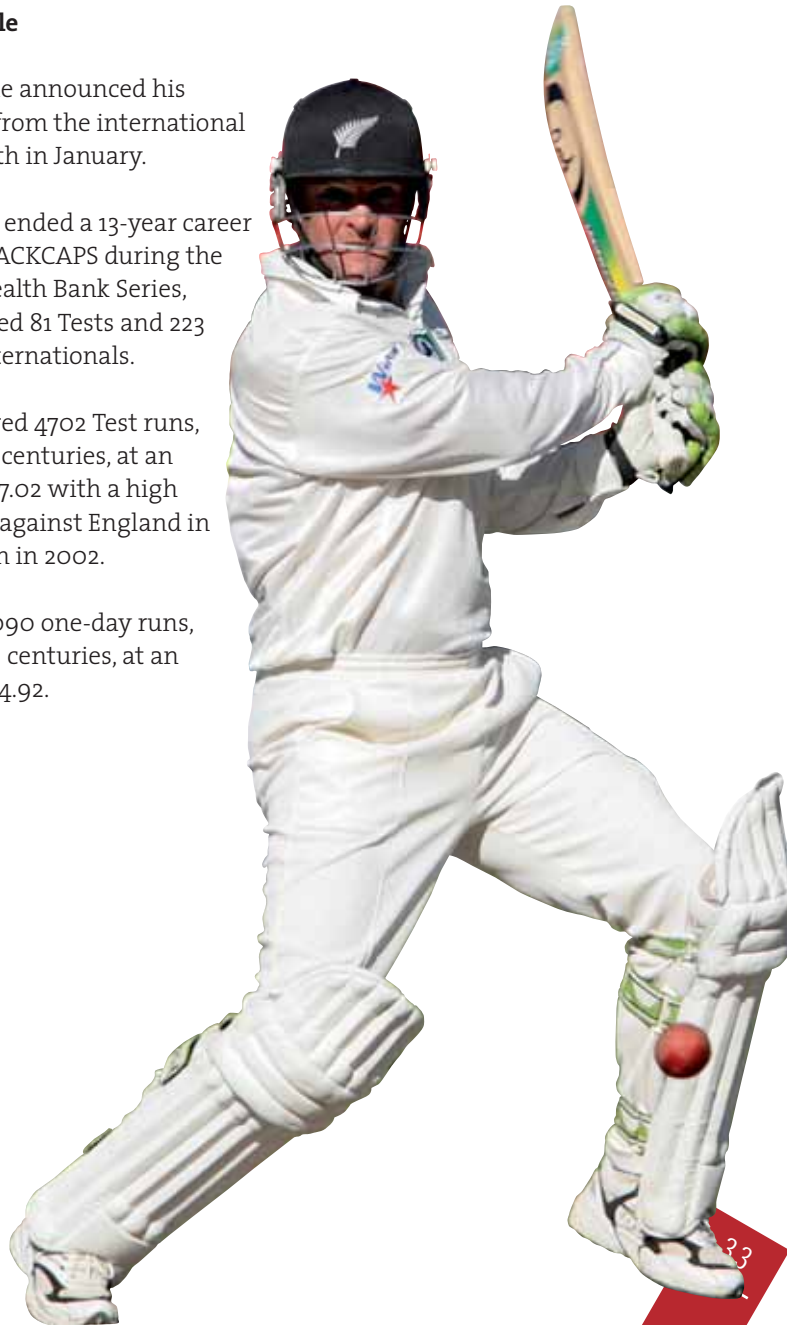 le
e announced his
from the international
th in January.
ended a 13-year career
ACKCAPS during the
ealth Bank Series,
ed 81 Tests and 223
ternationals.
ed 4702 Test runs,
centuries, at an
7.02 with a high
against England in
n in 2002.
090 one-day runs,
centuries, at an
4.92.
33